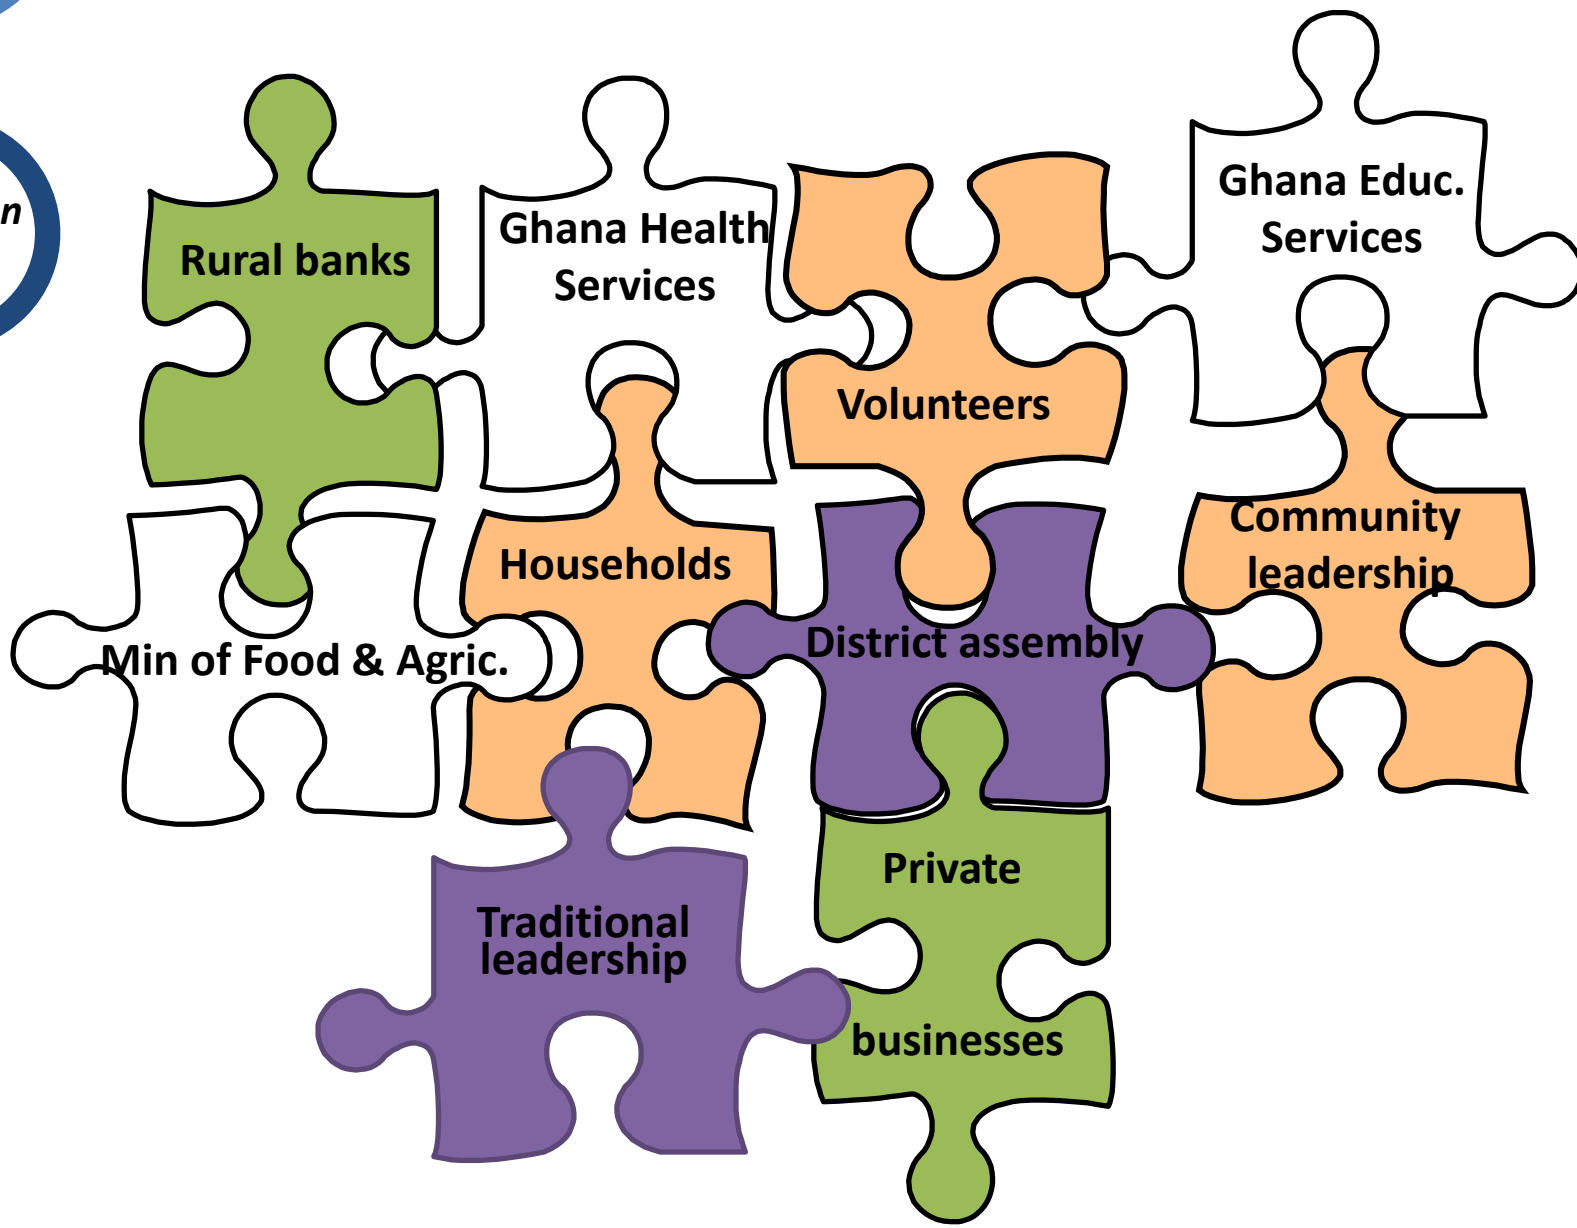 n
Rural banks
Ghana Health
Services
Ghana Educ.
Services
Volunteers
Community
leadership
Households
Min of Food & Agric.
District assembly
Private
businesses
Traditional
leadership